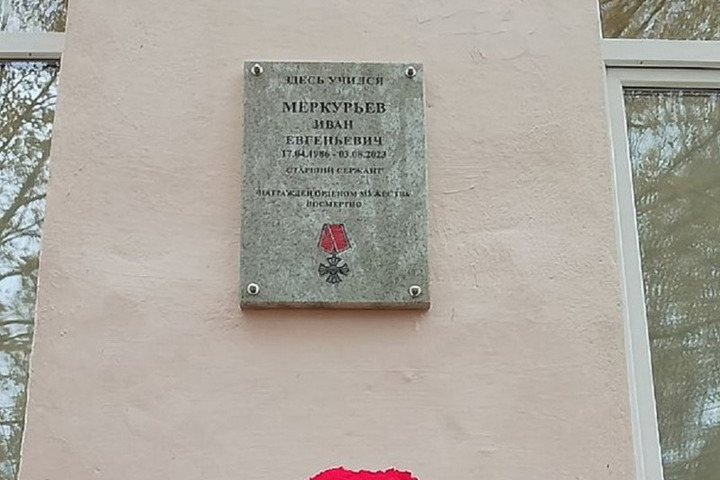 ЗДЕСЬ УЧИЛСЯ
МЕРКУРЬЕВ
ИВАН
ЕВГЕНЬЕВИЧ
17.04.1986 - 03.08.2023
СТАРШИЙ СЕРЖАНТ
НАГРАЖДЕН ОРДЕНОМ МУЖЕСТВА
ПОСМЕРТНО